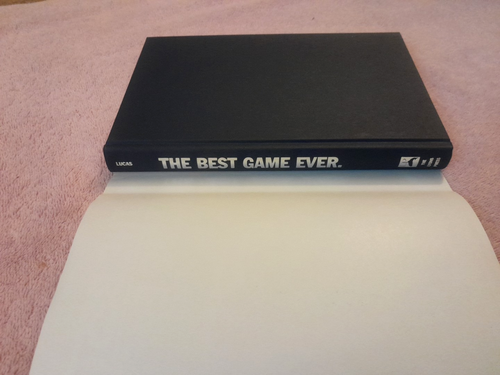 LUCAS THE BEST GAME EVER.